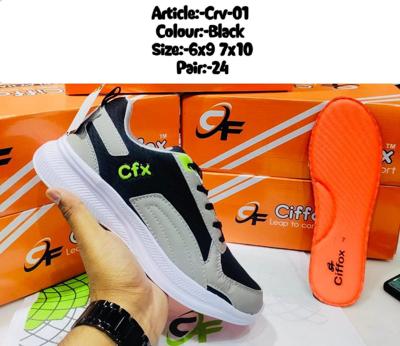 Article:-Crv-01
Colour:-Black
Size:-6x9 7x10
Pair:-24
Cfx
Ciffox
Leap to comfort
Ciffox